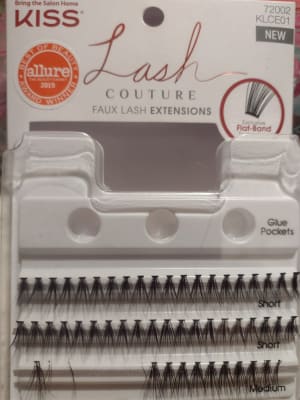 Bring the Salon Home
KISS
72002
KLCE01
NEW
BEST OF BEAUTY
allure
2019
AWARD WINNER
Lash
COUTURE
FAUX LASH EXTENSIONS
Exclusive
Flat-Band
Glue
Pockets
Short
Short
Medium